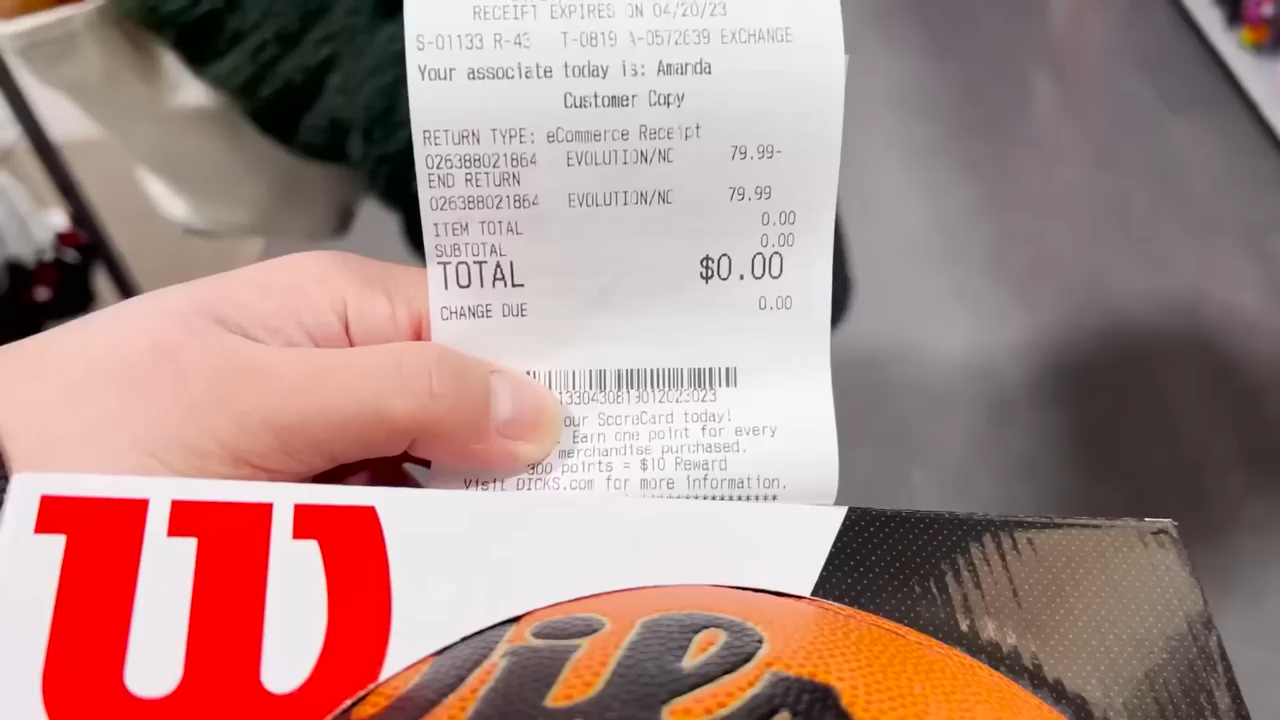 RECEIPT EXPIRES ON 04/20/23
S-01133 R-43 T-0819 A-0572639 EXCHANGE
Your associate today is: Amanda
Customer Copy
RETURN TYPE: eCommerce Receipt
026388021864 EVOLUTION/NC 79.99-
END RETURN
026388021864 EVOLUTION/NC 79.99
ITEM TOTAL 0.00
SUBTOTAL 0.00
TOTAL $0.00
CHANGE DUE 0.00
our ScoreCard today!
. Earn one point for every
merchandise purchased.
300 points = $10 Reward
Visit DICKS.com for more information.
******************
W